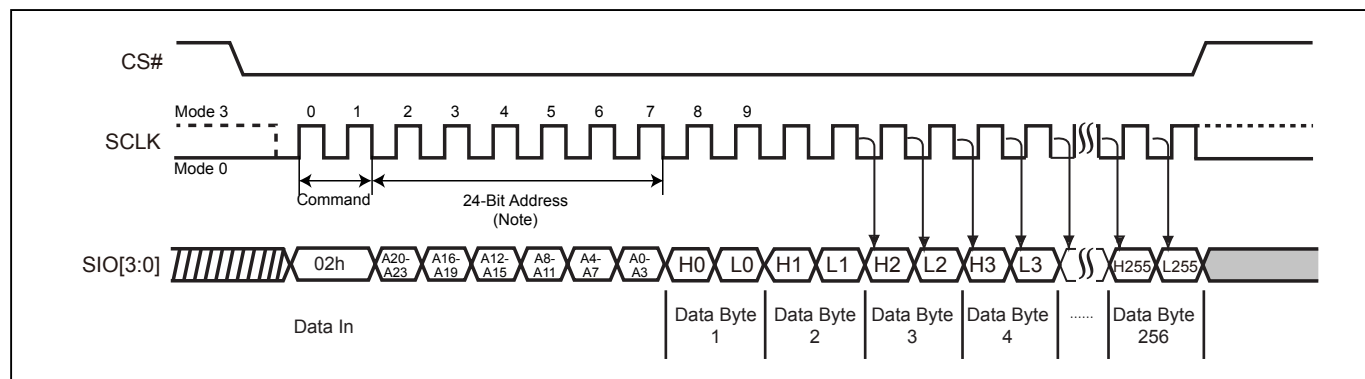 CS#
Mode 3
0 1 2 3 4 5 6 7 8 9
SCLK
Mode 0
Command
24-Bit Address
(Note)
SIO[3:0]
02h
A20-
A23
A16-
A19
A12-
A15
A8-
A11
A4-
A7
A0-
A3
H0 L0 H1 L1 H2 L2 H3 L3 H255 L255
Data In
Data Byte
1
Data Byte
2
Data Byte
3
Data Byte
4
......
Data Byte
256